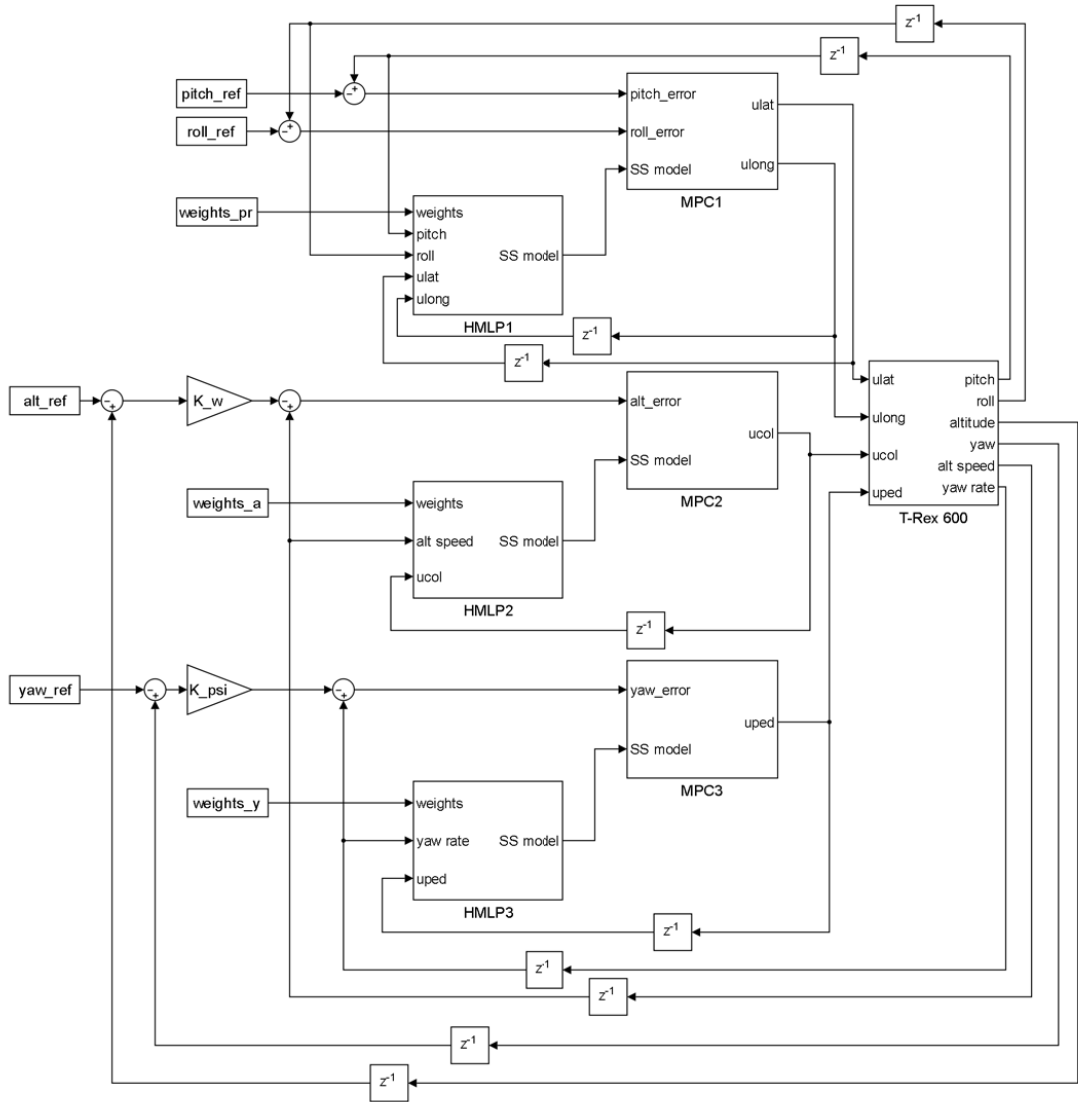 z-1
z-1
pitch_ref
- +
pitch_error
ulat
roll_ref
- +
roll_error
ulong
SS model
MPC1
weights_pr
weights
pitch
roll
SS model
ulat
ulong
HMLP1
z-1
z-1
ulat
pitch
roll
ulong
altitude
yaw
ucol
alt speed
uped
yaw rate
T-Rex 600
alt_ref
- +
K_w
- +
alt_error
ucol
SS model
MPC2
weights_a
weights
alt speed
SS model
ucol
HMLP2
z-1
yaw_ref
- +
K_psi
- +
yaw_error
uped
SS model
MPC3
weights_y
weights
yaw rate
SS model
uped
HMLP3
z-1
z-1
z-1
z-1
z-1